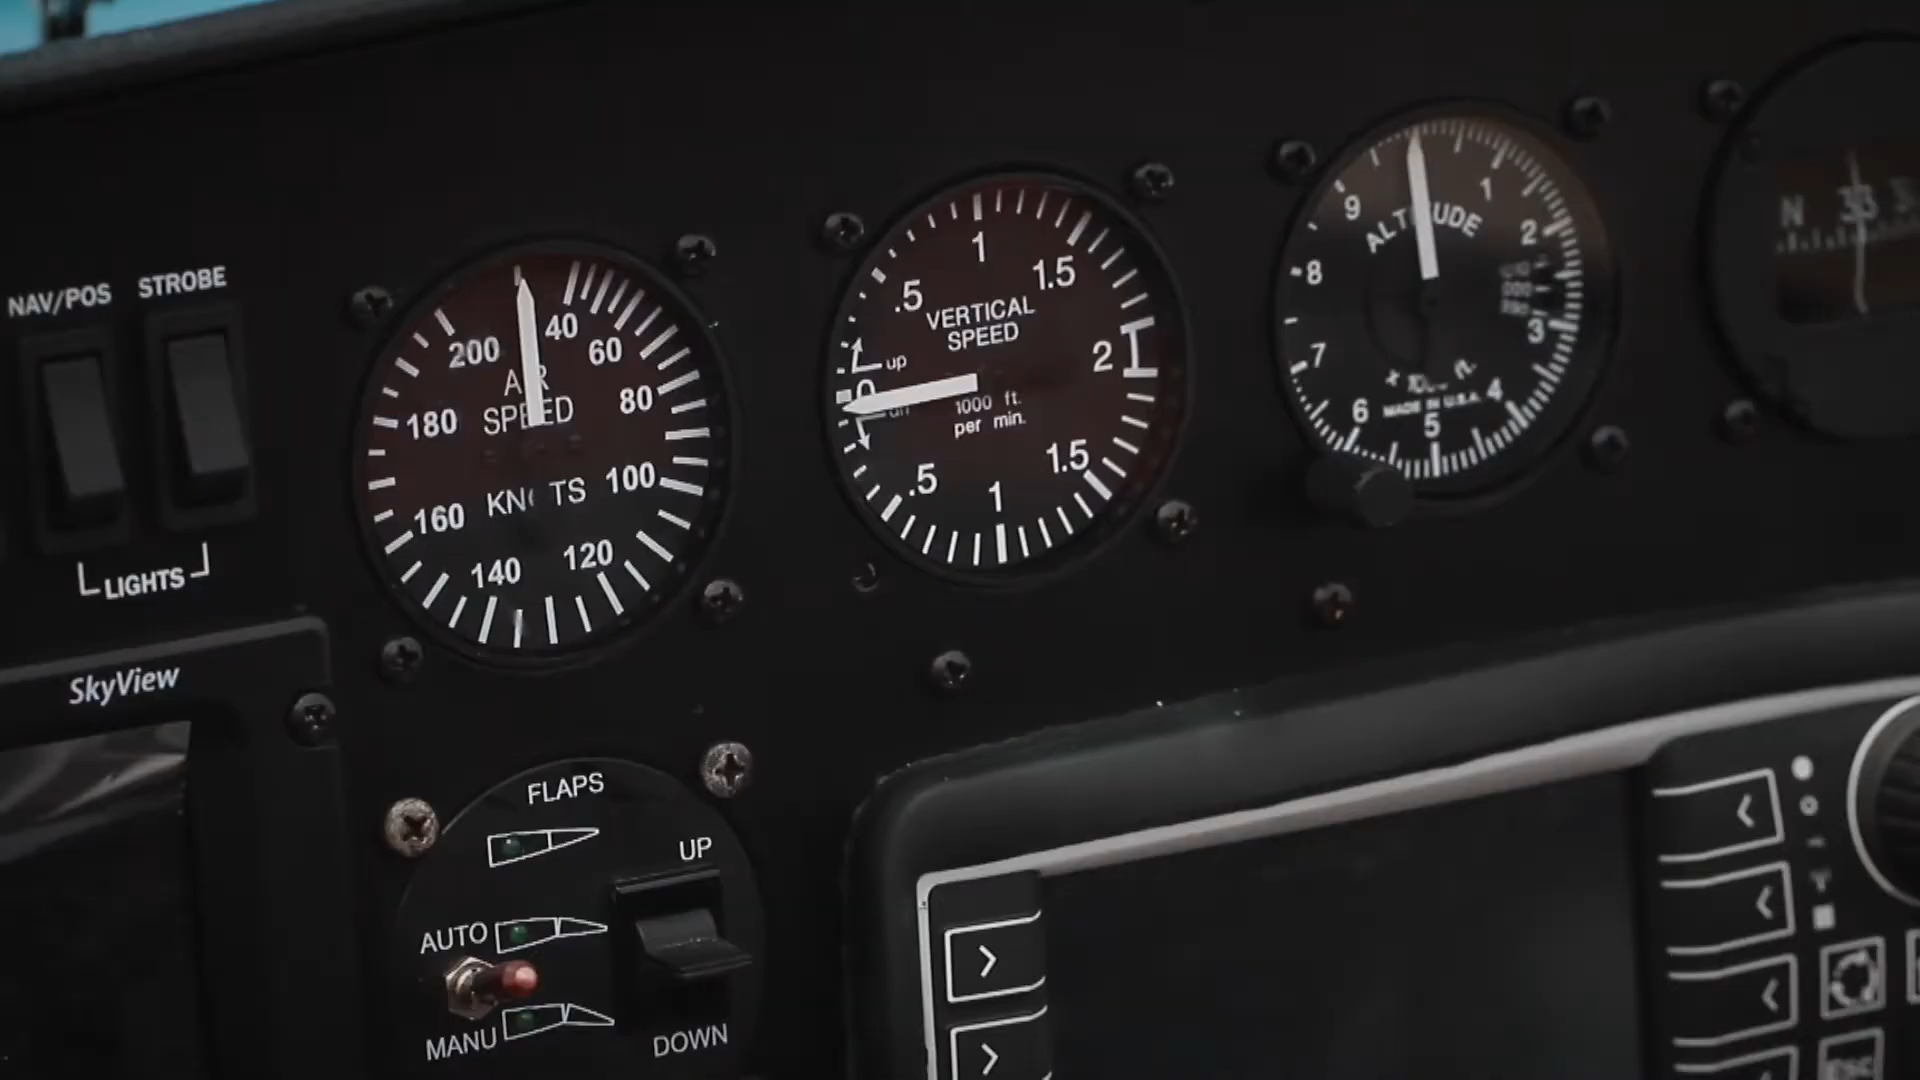 NAV/POS STROBE
LIGHTS
SkyView
40
60
80
100
120
140
160
180
200
AIR
SPEED
KNOTS
1
.5
1.5
VERTICAL
SPEED
up
2
0
dn
1000 ft.
per min.
.5
1
1.5
9
1
ALTITUDE
2
8
3
7
6
MADE IN U.S.A.
4
5
N 33
FLAPS
UP
AUTO
MANU
DOWN
ESC